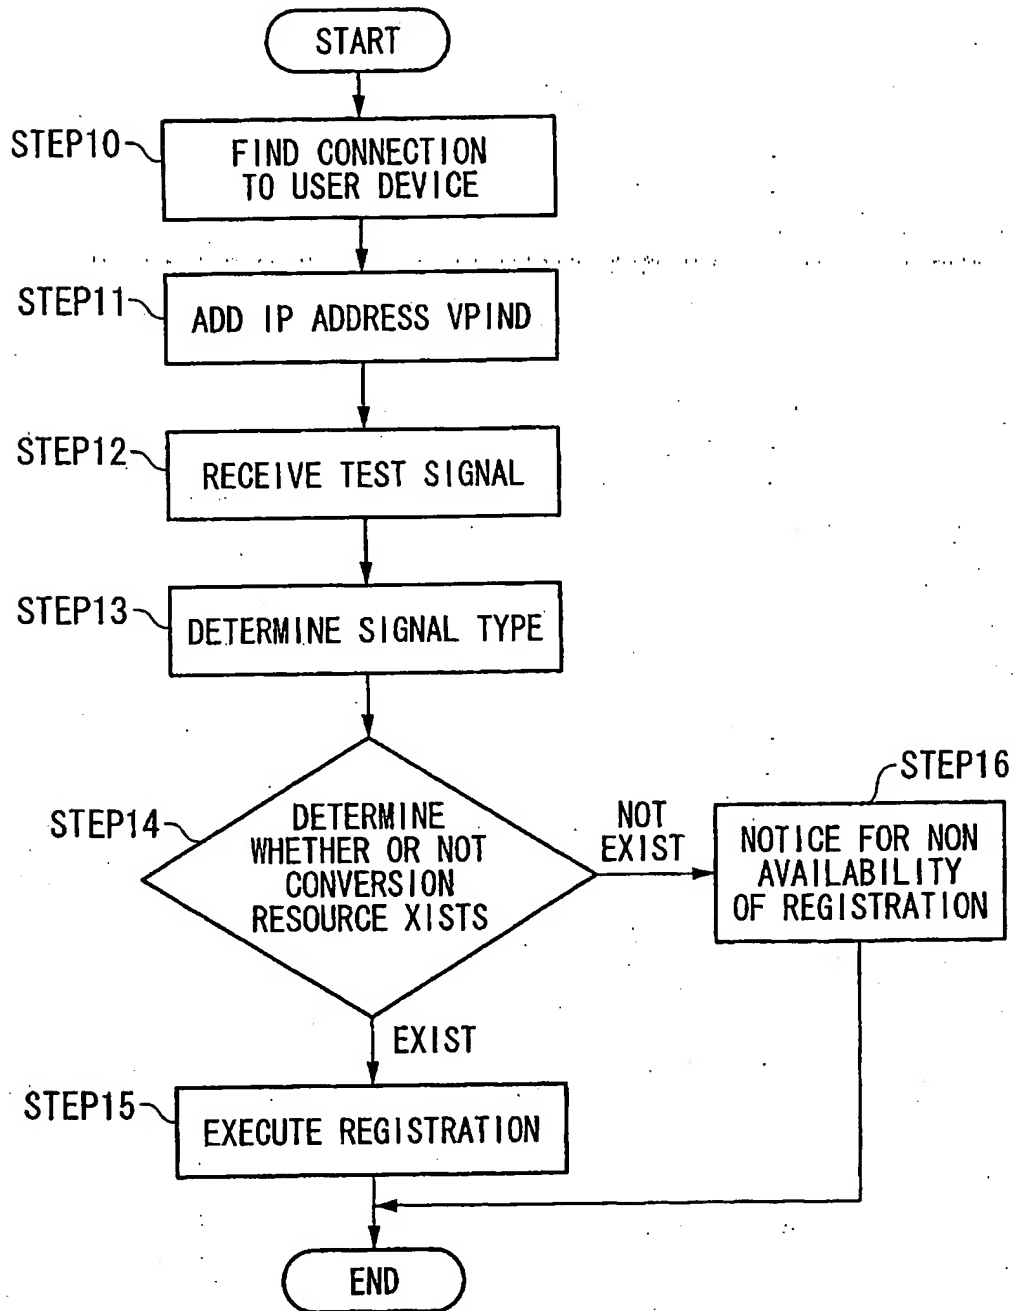 START
STEP10
FIND CONNECTION
TO USER DEVICE
STEP11
ADD IP ADDRESS VPIND
STEP12
RECEIVE TEST SIGNAL
STEP13
DETERMINE SIGNAL TYPE
STEP14
DETERMINE
WHETHER OR NOT
CONVERSION
RESOURCE XISTS
NOT
EXIST
STEP16
NOTICE FOR NON
AVAILABILITY
OF REGISTRATION
EXIST
STEP15
EXECUTE REGISTRATION
END